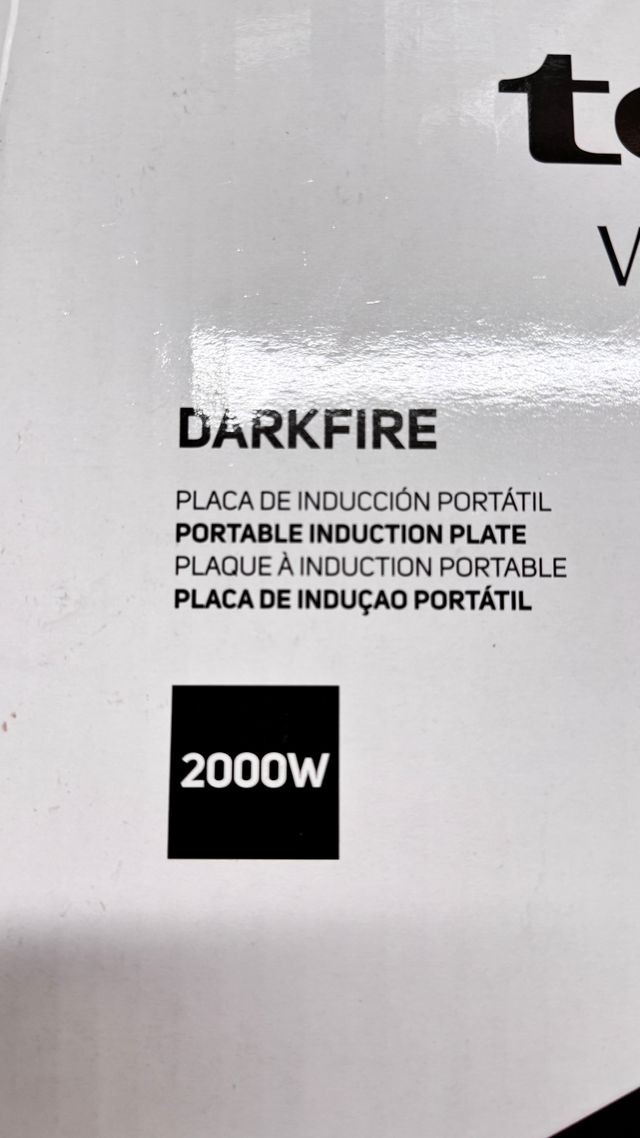 DARKFIRE
PLACA DE INDUCCIÓN PORTÁTIL
PORTABLE INDUCTION PLATE
PLAQUE À INDUCTION PORTABLE
PLACA DE INDUÇAO PORTÁTIL
2000W